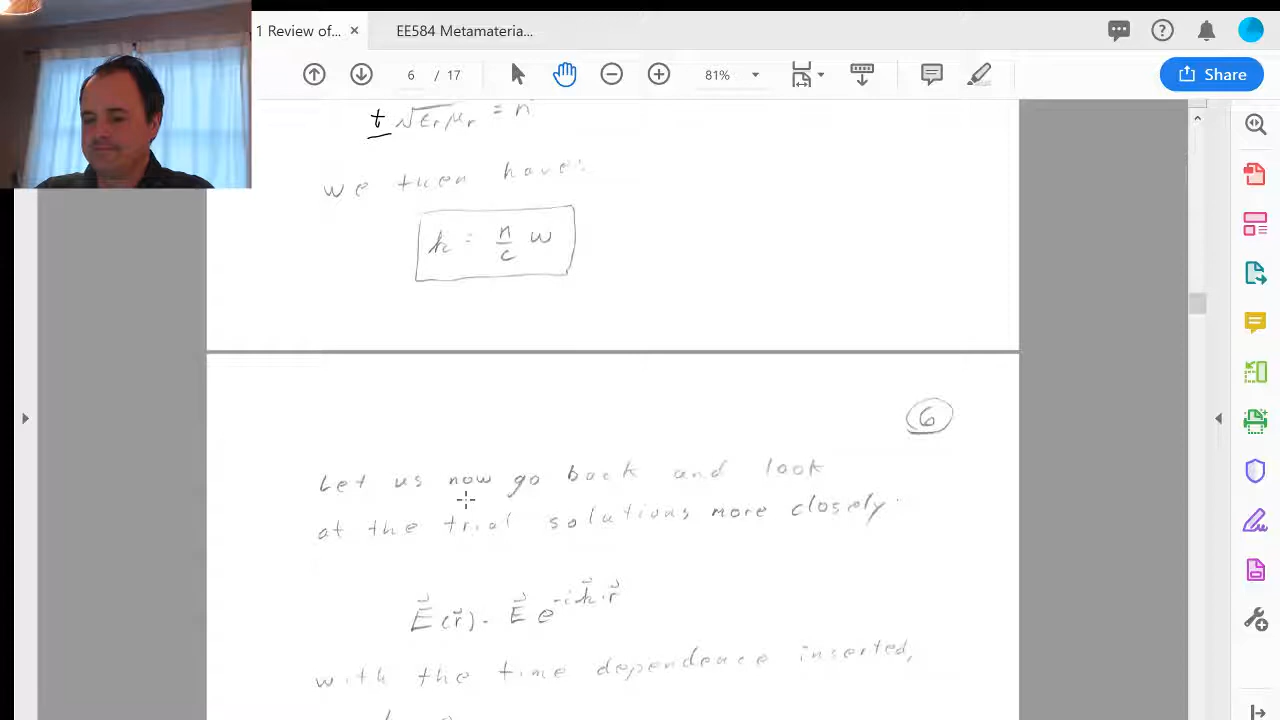 1 Review of... × EE584 Metamateria...
6 / 17 81% Share
± √εrμr = n
we then have:
k = n/c ω
6
Let us now go back and look
at the trial solutions more closely.
E⃗(r⃗) = E⃗ e^{-ik⃗·r⃗}
with the time dependence inserted,